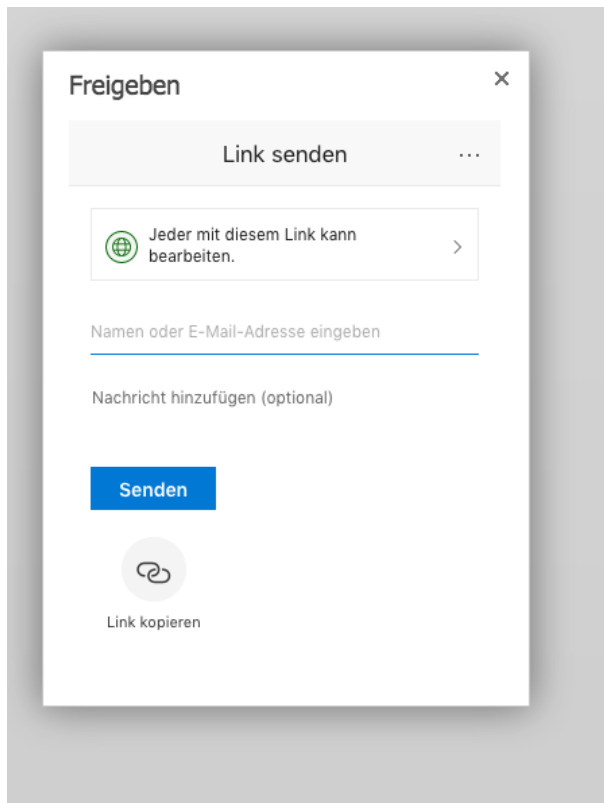 Freigeben
Link senden
Jeder mit diesem Link kann
bearbeiten.
Namen oder E-Mail-Adresse eingeben
Nachricht hinzufügen (optional)
Senden
Link kopieren